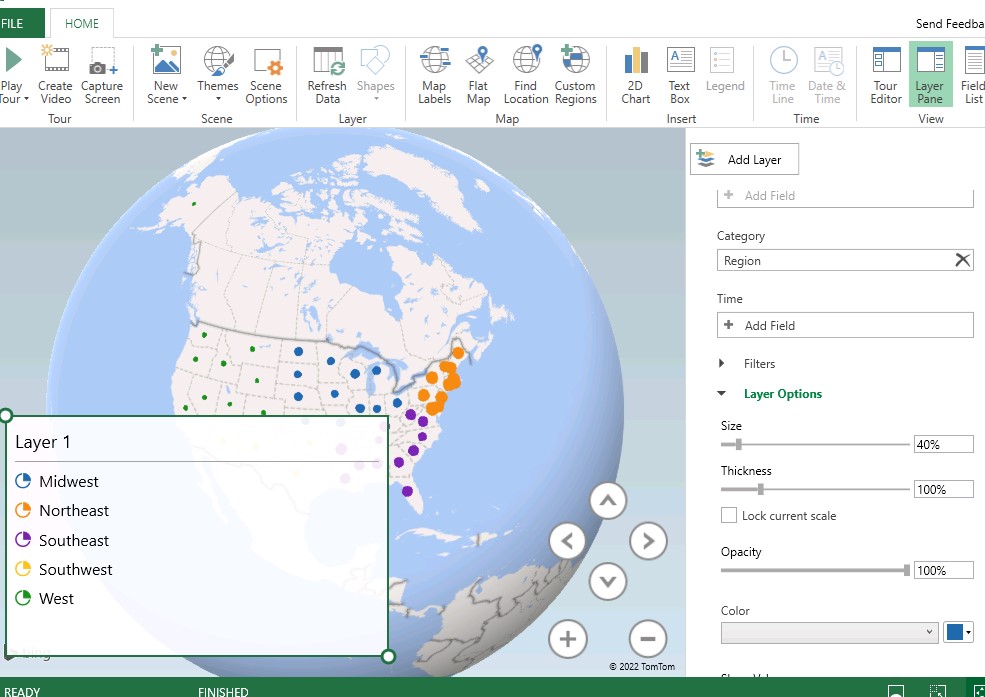 FILE
HOME
Send Feedba
Play Tour
Create Video
Capture Screen
New Scene
Themes
Scene Options
Refresh Data
Shapes
Map Labels
Flat Map
Find Location
Custom Regions
2D Chart
Text Box
Legend
Time Line
Date & Time
Tour Editor
Layer Pane
Field List
Tour
Scene
Layer
Map
Insert
Time
View
Add Layer
Add Field
Category
Region
Time
Add Field
Filters
Layer Options
Size
40%
Thickness
100%
Lock current scale
Opacity
100%
Color
Layer 1
Midwest
Northeast
Southeast
Southwest
West
© 2022 TomTom
READY
FINISHED